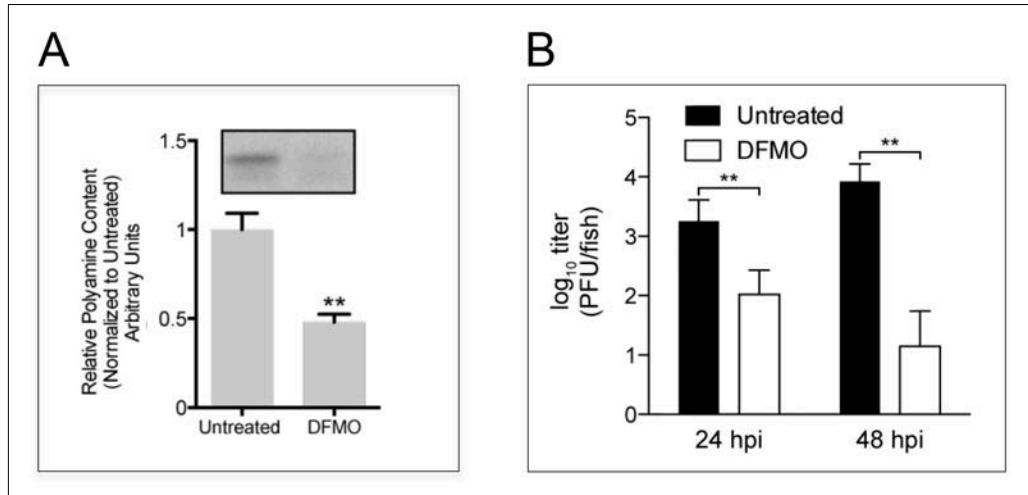 A
Relative Polyamine Content
(Normalized to Untreated)
Arbitrary Units
1.5
1
0.5
0
**
Untreated
DFMO
B
log₁₀ titer
(PFU/fish)
5
4
3
2
1
0
Untreated
DFMO
**
**
24 hpi
48 hpi